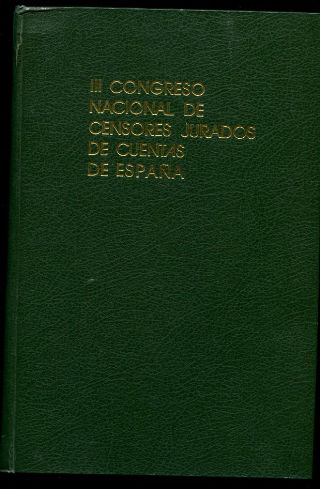 III CONGRESO
NACIONAL DE
CENSORES JURADOS
DE CUENTAS
DE ESPAÑA